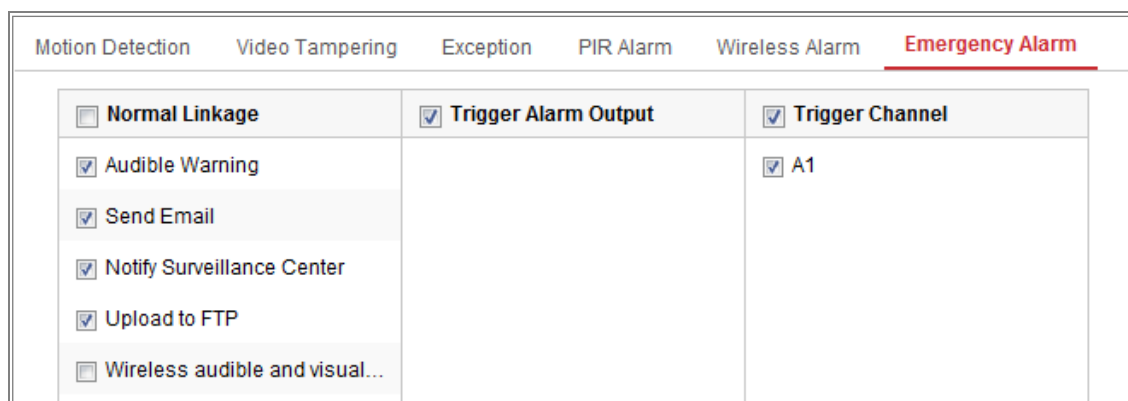 Motion Detection Video Tampering Exception PIR Alarm Wireless Alarm Emergency Alarm
Normal Linkage Trigger Alarm Output Trigger Channel
Audible Warning A1
Send Email
Notify Surveillance Center
Upload to FTP
Wireless audible and visual...